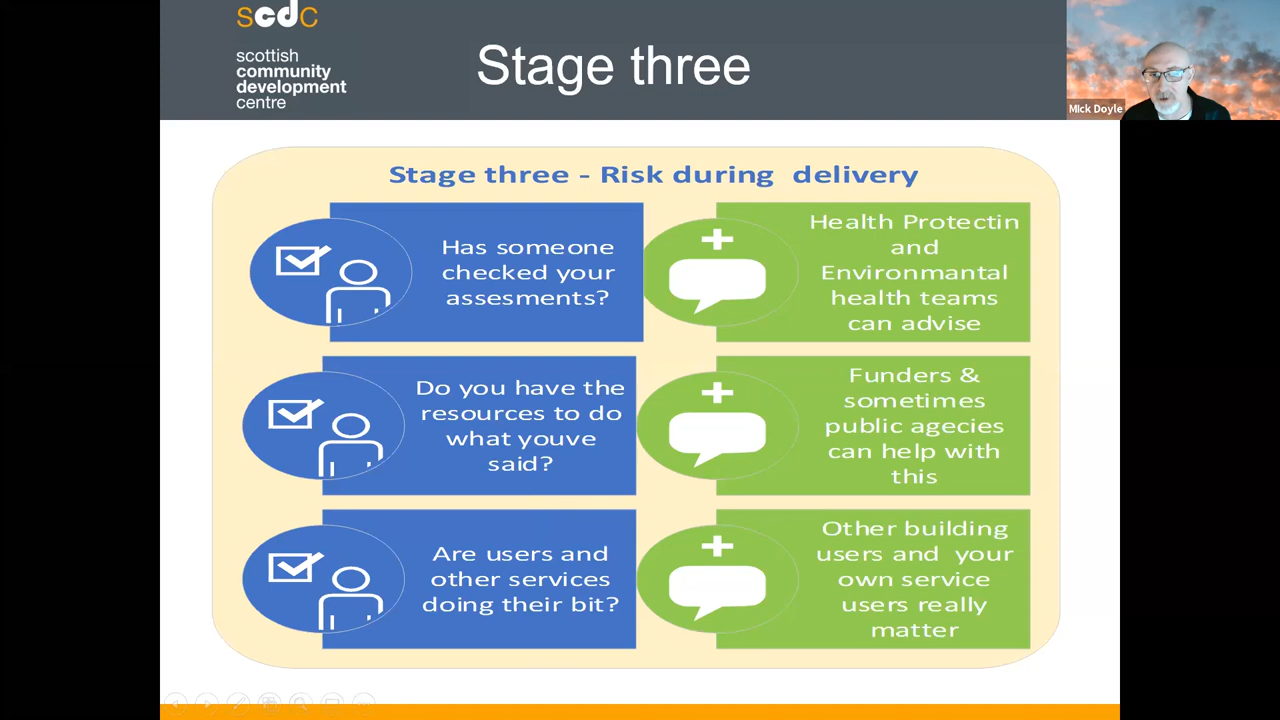 scdc
scottish
community
development
centre
Stage three
Mick Doyle
Stage three - Risk during delivery
Has someone
checked your
assesments?
Health Protectin
and
Environmantal
health teams
can advise
Do you have the
resources to do
what youve
said?
Funders &
sometimes
public agecies
can help with
this
Are users and
other services
doing their bit?
Other building
users and your
own service
users really
matter